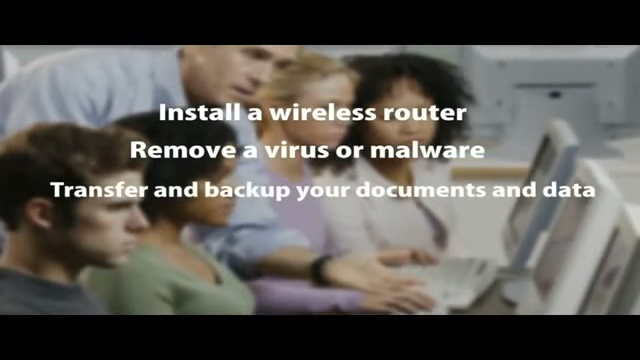 Install a wireless router
Remove a virus or malware
Transfer and backup your documents and data